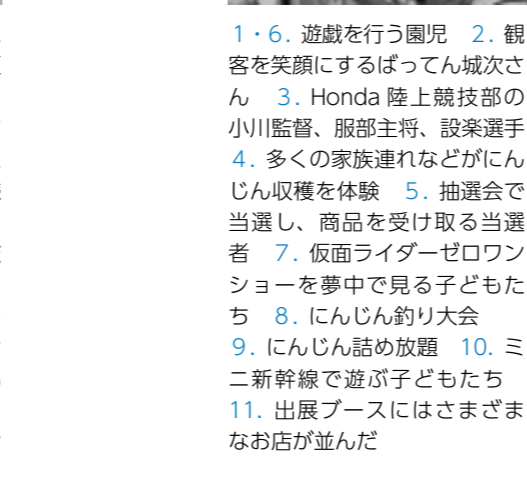 1・6. 遊戯を行う園児　2. 観
客を笑顔にするばってん城次さ
ん　3. Honda 陸上競技部の
小川監督、服部主将、設楽選手
4. 多くの家族連れなどがにん
じん収穫を体験　5. 抽選会で
当選し、商品を受け取る当選
者　7. 仮面ライダーゼロワン
ショーを夢中で見る子どもた
ち　8. にんじん釣り大会
9. にんじん詰め放題　10. ミ
ニ新幹線で遊ぶ子どもたち
11. 出展ブースにはさまざま
なお店が並んだ